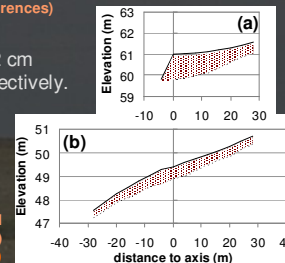 rences)
cm
ectively.
(a)
Elevation (m)
63
62
61
60
59
-10 0 10 20 30
(b)
Elevation (m)
51
50
49
48
47
-40 -30 -20 -10 0 10 20 30
distance to axis (m)